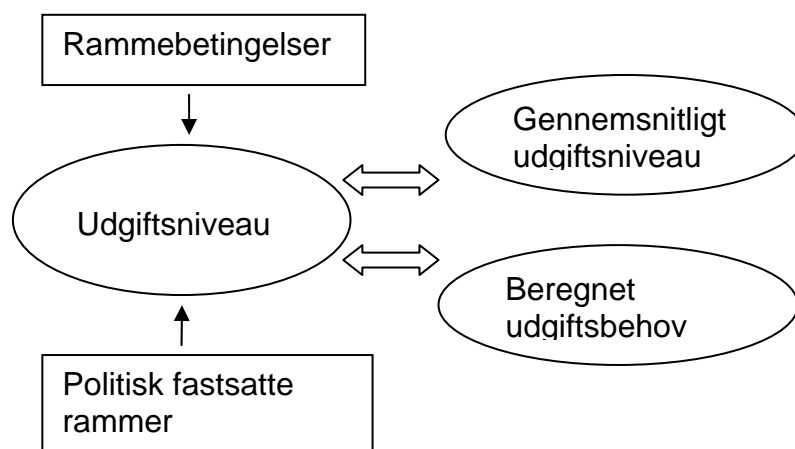 Rammebetingelser
Gennemsnitligt
udgiftsniveau
Udgiftsniveau
Beregnet
udgiftsbehov
Politisk fastsatte
rammer